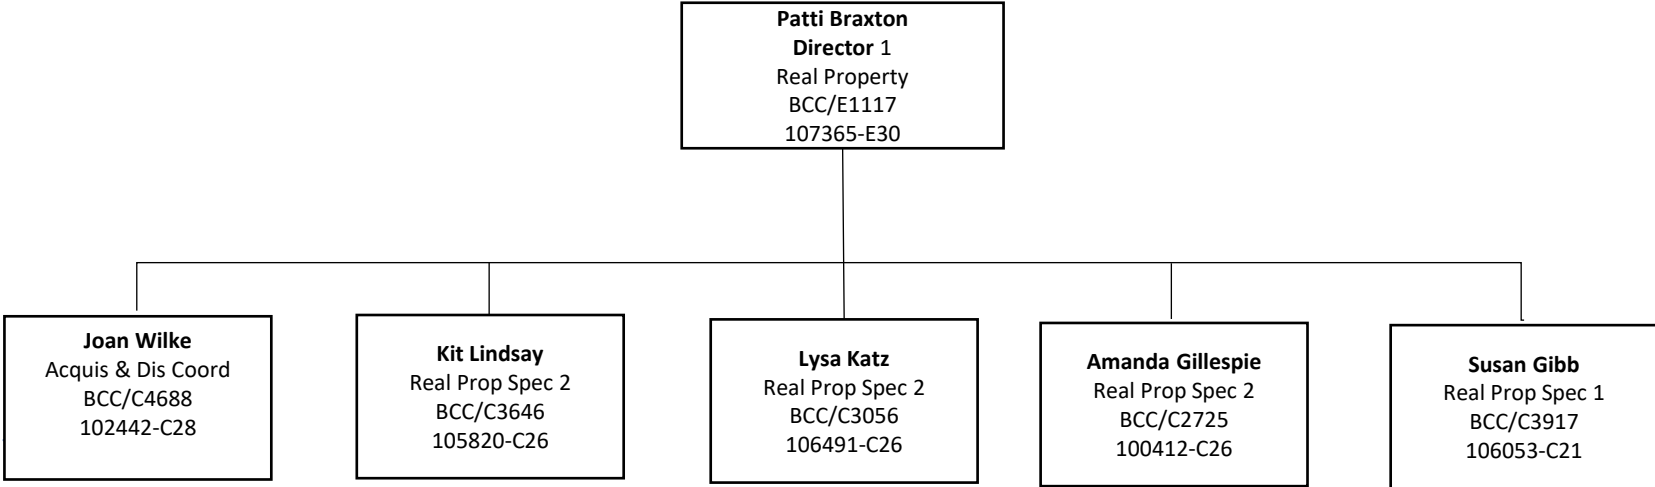 Patti Braxton
Director 1
Real Property
BCC/E1117
107365-E30
Joan Wilke
Acquis & Dis Coord
BCC/C4688
102442-C28
Kit Lindsay
Real Prop Spec 2
BCC/C3646
105820-C26
Lysa Katz
Real Prop Spec 2
BCC/C3056
106491-C26
Amanda Gillespie
Real Prop Spec 2
BCC/C2725
100412-C26
Susan Gibb
Real Prop Spec 1
BCC/C3917
106053-C21